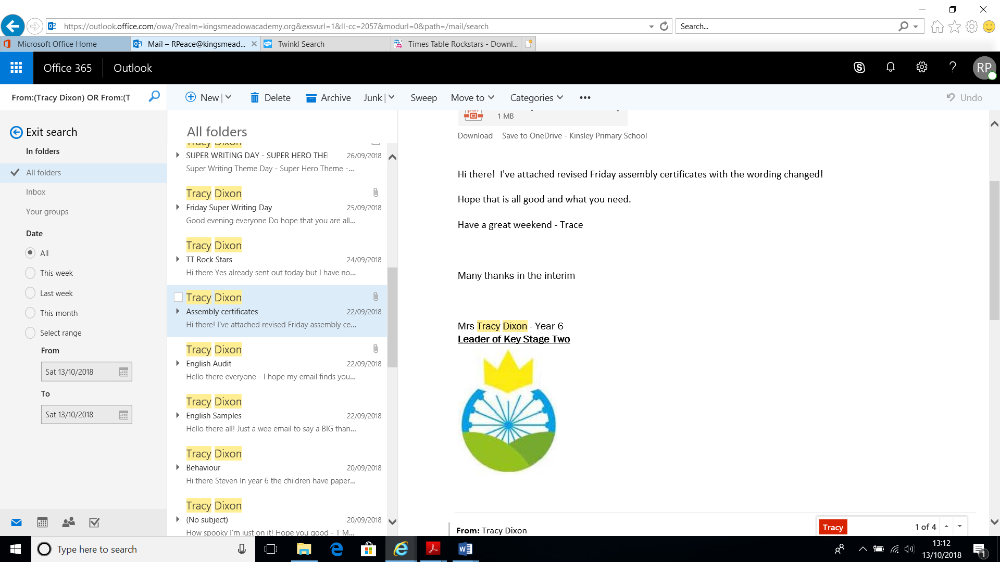 https://outlook.office.com/owa/?realm=kingsmeadowacademy.org&exsvurl=1&ll-cc=2057&modurl=0&path=/mail/search
Search...
Microsoft Office Home
Mail – RPeace@kingsmead...
Twinkl Search
Times Table Rockstars - Downl...
Office 365
Outlook
RP
From:(Tracy Dixon) OR From:(T
New
Delete
Archive
Junk
Sweep
Move to
Categories
Undo
Exit search
In folders
All folders
Inbox
Your groups
Date
All
This week
Last week
This month
Select range
From
Sat 13/10/2018
To
Sat 13/10/2018
All folders
Tracy Dixon
SUPER WRITING DAY - SUPER HERO THE
26/09/2018
Super Writing Theme Day - Super Hero Theme -...
Tracy Dixon
Friday Super Writing Day
25/09/2018
Good evening everyone Do hope that you are all...
Tracy Dixon
TT Rock Stars
24/09/2018
Hi there Yes already sent out today but I have no...
Tracy Dixon
Assembly certificates
22/09/2018
Hi there! I've attached revised Friday assembly ce...
Tracy Dixon
English Audit
22/09/2018
Hello there everyone - I hope my email finds you...
Tracy Dixon
English Samples
22/09/2018
Hello there all! Just a wee email to say a BIG than...
Tracy Dixon
Behaviour
20/09/2018
Hi there Steven In year 6 the children have paper...
Tracy Dixon
(No subject)
20/09/2018
How spooky I'm just on it! Hope you good - T M...
1 MB
Download
Save to OneDrive - Kinsley Primary School
Hi there! I've attached revised Friday assembly certificates with the wording changed!
Hope that is all good and what you need.
Have a great weekend - Trace
Many thanks in the interim
Mrs Tracy Dixon - Year 6
Leader of Key Stage Two
From: Tracy Dixon
Tracy
1 of 4
Type here to search
13:12
13/10/2018
1